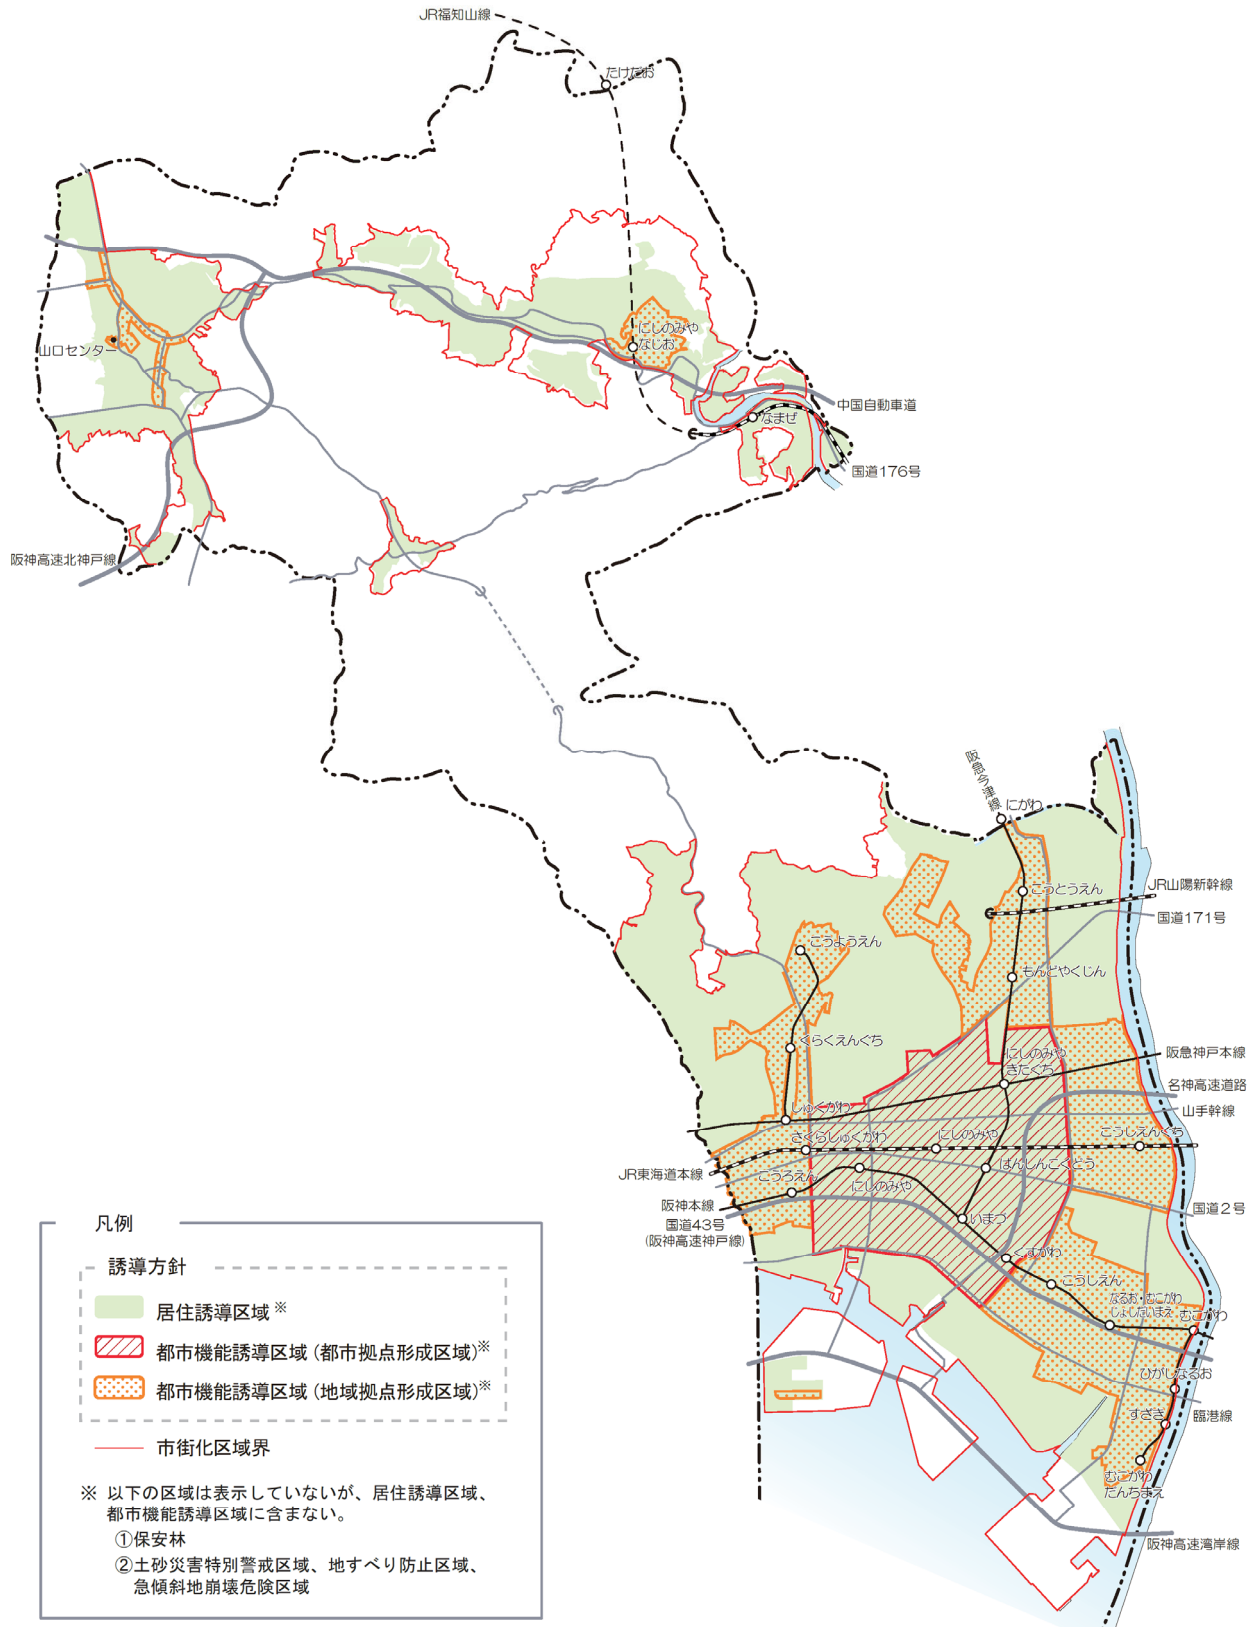 JR福知山線
たけだお
にしのみや
なじお
山口センター
中国自動車道
なまぜ
国道176号
阪神高速北神戸線
阪急今津線
にがわ
こうとうえん
JR山陽新幹線
国道171号
こうようえん
もんどやくじん
くらくえんぐち
にしのみや
きたぐち
阪急神戸本線
名神高速道路
しゅくがわ
山手幹線
さくらしゅくがわ
にしのみや
こうしえんぐち
JR東海道本線
こうろえん
にしのみや
はんしんこくどう
阪神本線
国道2号
国道43号
(阪神高速神戸線)
いまづ
くすがわ
こうしえん
なるお・むこがわ
じょしだいまえ
むこがわ
ひがしなるお
すざき
臨港線
むこがわ
だんちまえ
阪神高速湾岸線
凡例
誘導方針
居住誘導区域※
都市機能誘導区域(都市拠点形成区域)※
都市機能誘導区域(地域拠点形成区域)※
市街化区域界
※ 以下の区域は表示していないが、居住誘導区域、
都市機能誘導区域に含まない。
①保安林
②土砂災害特別警戒区域、地すべり防止区域、
急傾斜地崩壊危険区域